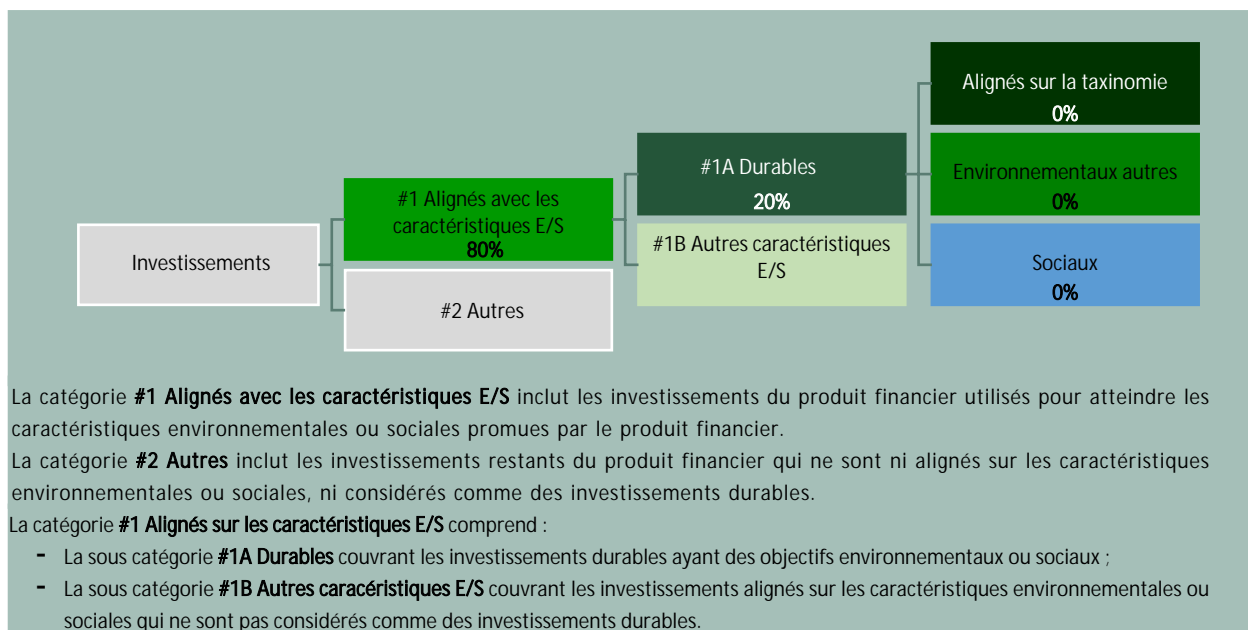 Alignés sur la taxinomie
0%
#1A Durables
20%
Environnementaux autres
0%
#1 Alignés avec les
caractéristiques E/S
80%
#1B Autres caractéristiques
E/S
Investissements
Sociaux
0%
#2 Autres
La catégorie #1 Alignés avec les caractéristiques E/S inclut les investissements du produit financier utilisés pour atteindre les
caractéristiques environnementales ou sociales promues par le produit financier.
La catégorie #2 Autres inclut les investissements restants du produit financier qui ne sont ni alignés sur les caractéristiques
environnementales ou sociales, ni considérés comme des investissements durables.
La catégorie #1 Alignés sur les caractéristiques E/S comprend :
- La sous catégorie #1A Durables couvrant les investissements durables ayant des objectifs environnementaux ou sociaux ;
- La sous catégorie #1B Autres caracéristiques E/S couvrant les investissements alignés sur les caractéristiques environnementales ou
sociales qui ne sont pas considérés comme des investissements durables.